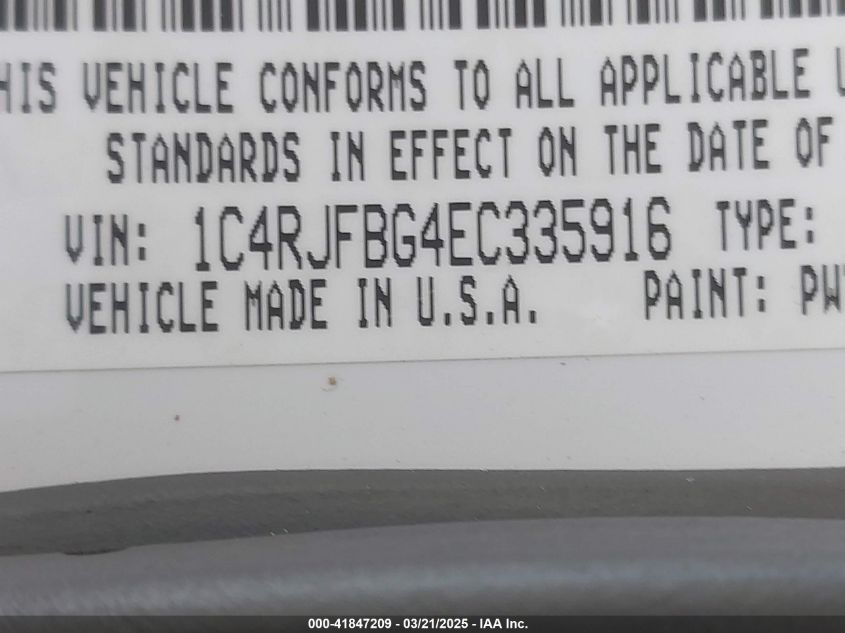 HIS VEHICLE CONFORMS TO ALL APPLICABLE
STANDARDS IN EFFECT ON THE DATE OF
VIN: 1C4RJFBG4EC335916 TYPE:
VEHICLE MADE IN U.S.A. PAINT: PW
000-41847209 - 03/21/2025 - IAA Inc.